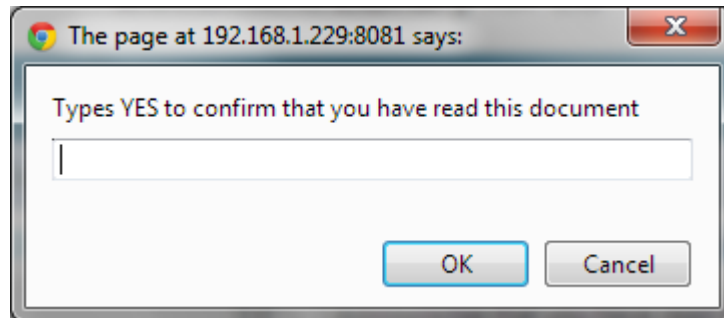 The page at 192.168.1.229:8081 says:
Types YES to confirm that you have read this document
OK Cancel